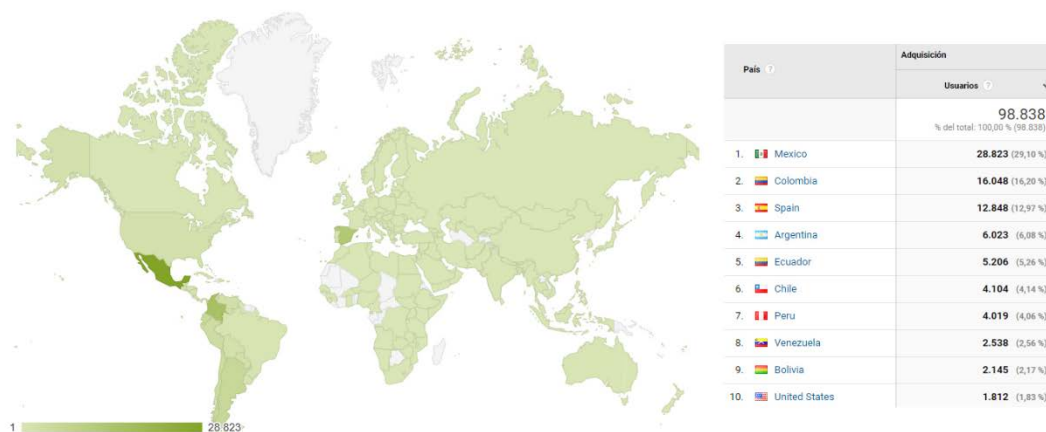 País
Adquisición
Usuarios
98.838
% del total: 100,00 % (98.838)
1. Mexico 28.823 (29,10 %)
2. Colombia 16.048 (16,20 %)
3. Spain 12.848 (12,97 %)
4. Argentina 6.023 (6,08 %)
5. Ecuador 5.206 (5,26 %)
6. Chile 4.104 (4,14 %)
7. Peru 4.019 (4,06 %)
8. Venezuela 2.538 (2,56 %)
9. Bolivia 2.145 (2,17 %)
10. United States 1.812 (1,83 %)
1 28.823